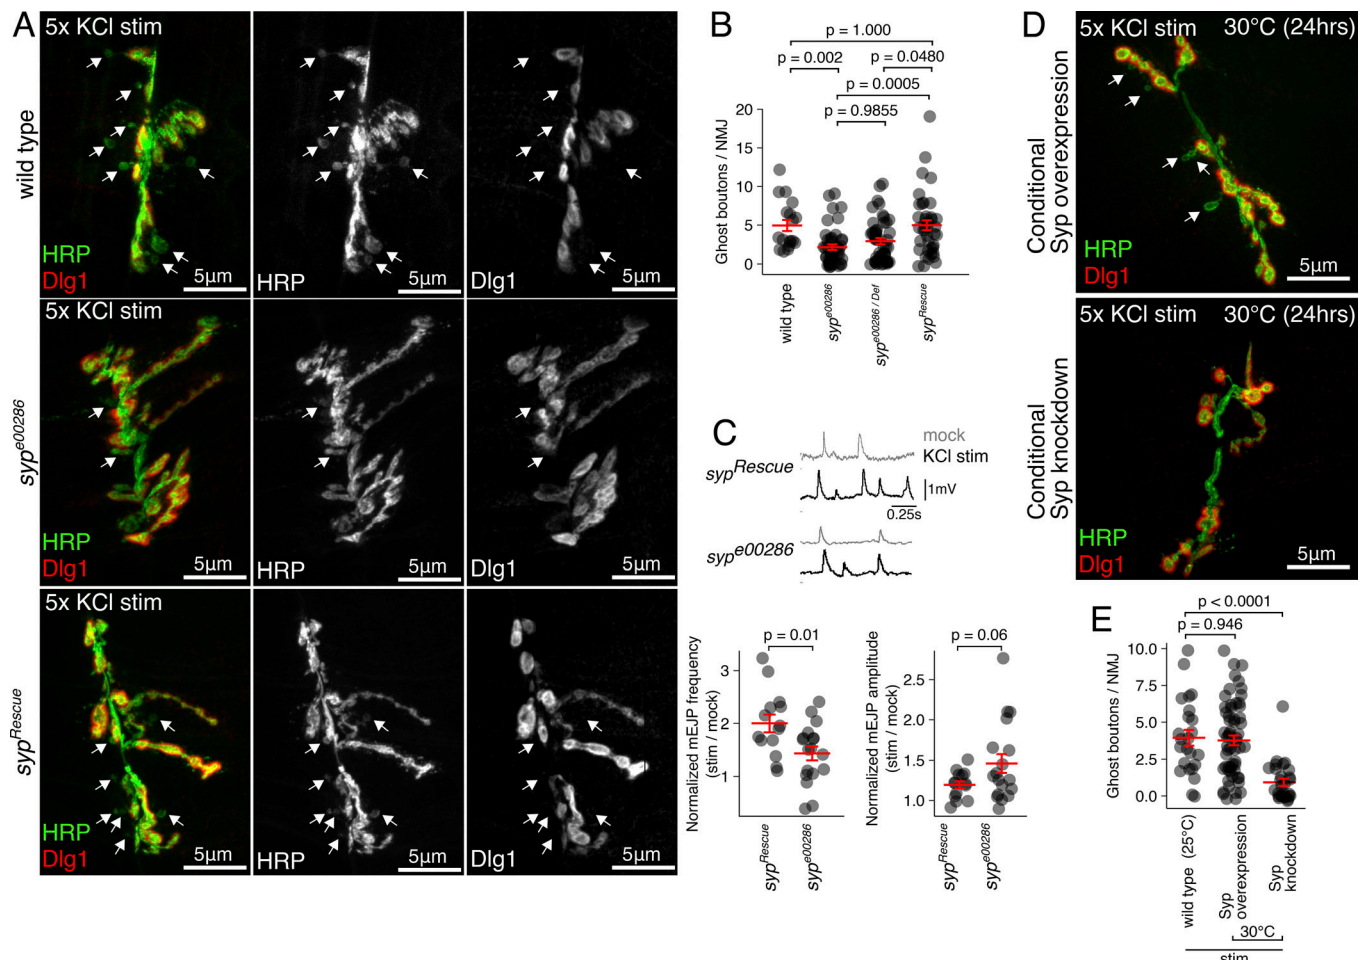 A
5x KCl stim
wild type
HRP
Dlg1
5µm
HRP
5µm
Dlg1
5µm
5x KCl stim
syp^e00286
HRP
Dlg1
5µm
HRP
5µm
Dlg1
5µm
5x KCl stim
syp^Rescue
HRP
Dlg1
5µm
HRP
5µm
Dlg1
5µm
B
p = 1.000
p = 0.002
p = 0.0480
p = 0.0005
p = 0.9855
Ghost boutons / NMJ
20
15
10
5
0
wild type
syp^e00286
syp^e00286 / Def
syp^Rescue
C
mock
KCl stim
syp^Rescue
1mV
0.25s
syp^e00286
p = 0.01
Normalized mEJP frequency
(stim / mock)
3
2
1
syp^Rescue
syp^e00286
p = 0.06
Normalized mEJP amplitude
(stim / mock)
2.5
2.0
1.5
1.0
syp^Rescue
syp^e00286
D
5x KCl stim
30°C (24hrs)
Conditional
Syp overexpression
HRP
Dlg1
5µm
5x KCl stim
30°C (24hrs)
Conditional
Syp knockdown
HRP
Dlg1
5µm
E
p < 0.0001
p = 0.946
Ghost boutons / NMJ
10.0
7.5
5.0
2.5
0.0
wild type (25°C)
Syp
overexpression
Syp
knockdown
30°C
stim